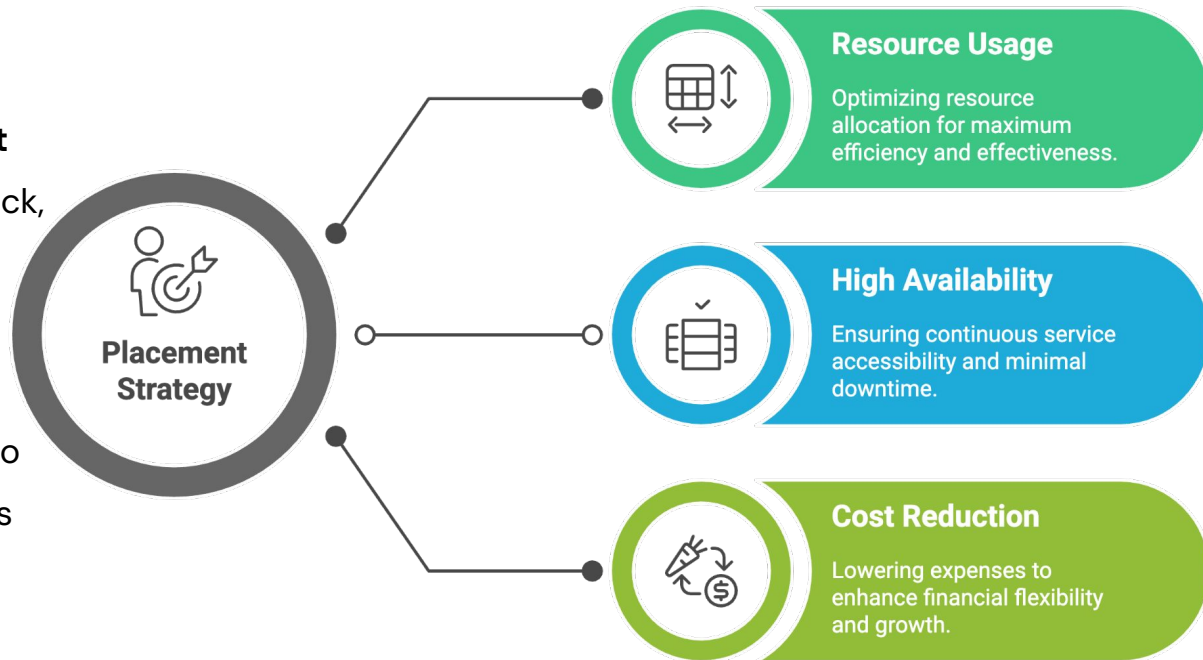 t
ck,
o
s
Placement
Strategy
Resource Usage
Optimizing resource
allocation for maximum
efficiency and effectiveness.
High Availability
Ensuring continuous service
accessibility and minimal
downtime.
Cost Reduction
Lowering expenses to
enhance financial flexibility
and growth.